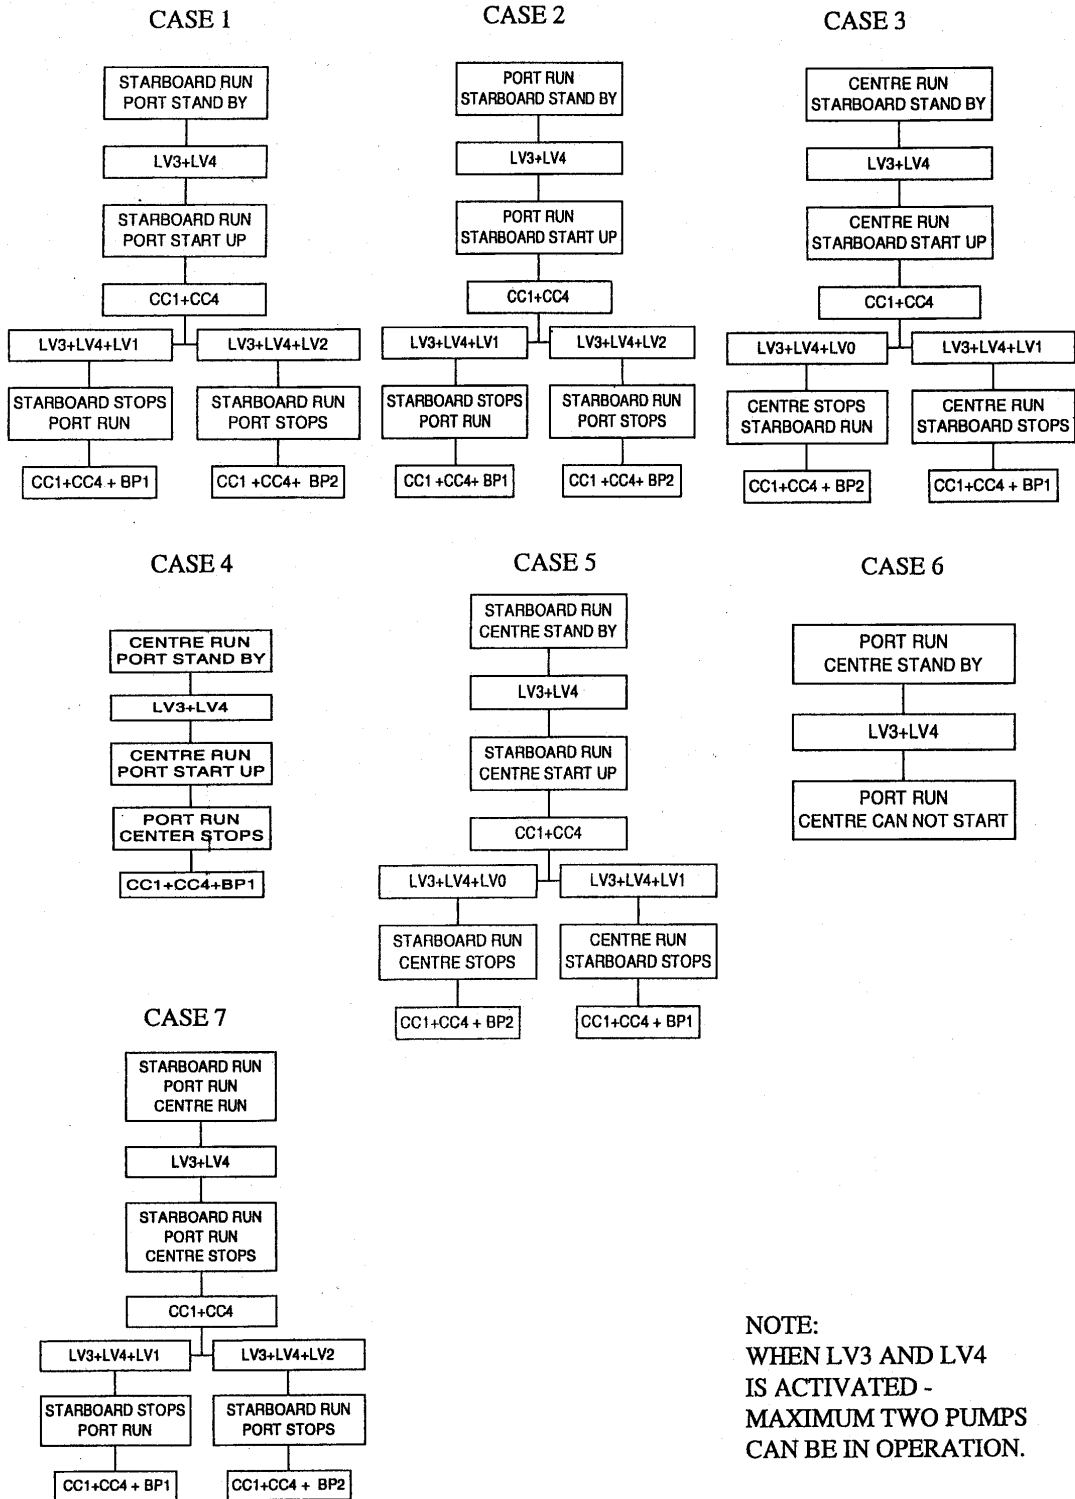 CASE 1
STARBOARD RUN
PORT STAND BY
LV3+LV4
STARBOARD RUN
PORT START UP
CC1+CC4
LV3+LV4+LV1
LV3+LV4+LV2
STARBOARD STOPS
PORT RUN
STARBOARD RUN
PORT STOPS
CC1+CC4 + BP1
CC1 +CC4+ BP2
CASE 2
PORT RUN
STARBOARD STAND BY
LV3+LV4
PORT RUN
STARBOARD START UP
CC1+CC4
LV3+LV4+LV1
LV3+LV4+LV2
STARBOARD STOPS
PORT RUN
STARBOARD RUN
PORT STOPS
CC1 +CC4+ BP1
CC1 +CC4+ BP2
CASE 3
CENTRE RUN
STARBOARD STAND BY
LV3+LV4
CENTRE RUN
STARBOARD START UP
CC1+CC4
LV3+LV4+LV0
LV3+LV4+LV1
CENTRE STOPS
STARBOARD RUN
CENTRE RUN
STARBOARD STOPS
CC1+CC4 + BP2
CC1+CC4 + BP1
CASE 4
CENTRE RUN
PORT STAND BY
LV3+LV4
CENTRE RUN
PORT START UP
PORT RUN
CENTER STOPS
CC1+CC4+BP1
CASE 5
STARBOARD RUN
CENTRE STAND BY
LV3+LV4
STARBOARD RUN
CENTRE START UP
CC1+CC4
LV3+LV4+LV0
LV3+LV4+LV1
STARBOARD RUN
CENTRE STOPS
CENTRE RUN
STARBOARD STOPS
CC1+CC4 + BP2
CC1+CC4 + BP1
CASE 6
PORT RUN
CENTRE STAND BY
LV3+LV4
PORT RUN
CENTRE CAN NOT START
CASE 7
STARBOARD RUN
PORT RUN
CENTRE RUN
LV3+LV4
STARBOARD RUN
PORT RUN
CENTRE STOPS
CC1+CC4
LV3+LV4+LV1
LV3+LV4+LV2
STARBOARD STOPS
PORT RUN
STARBOARD RUN
PORT STOPS
CC1+CC4 + BP1
CC1+CC4 + BP2
NOTE:
WHEN LV3 AND LV4
IS ACTIVATED -
MAXIMUM TWO PUMPS
CAN BE IN OPERATION.